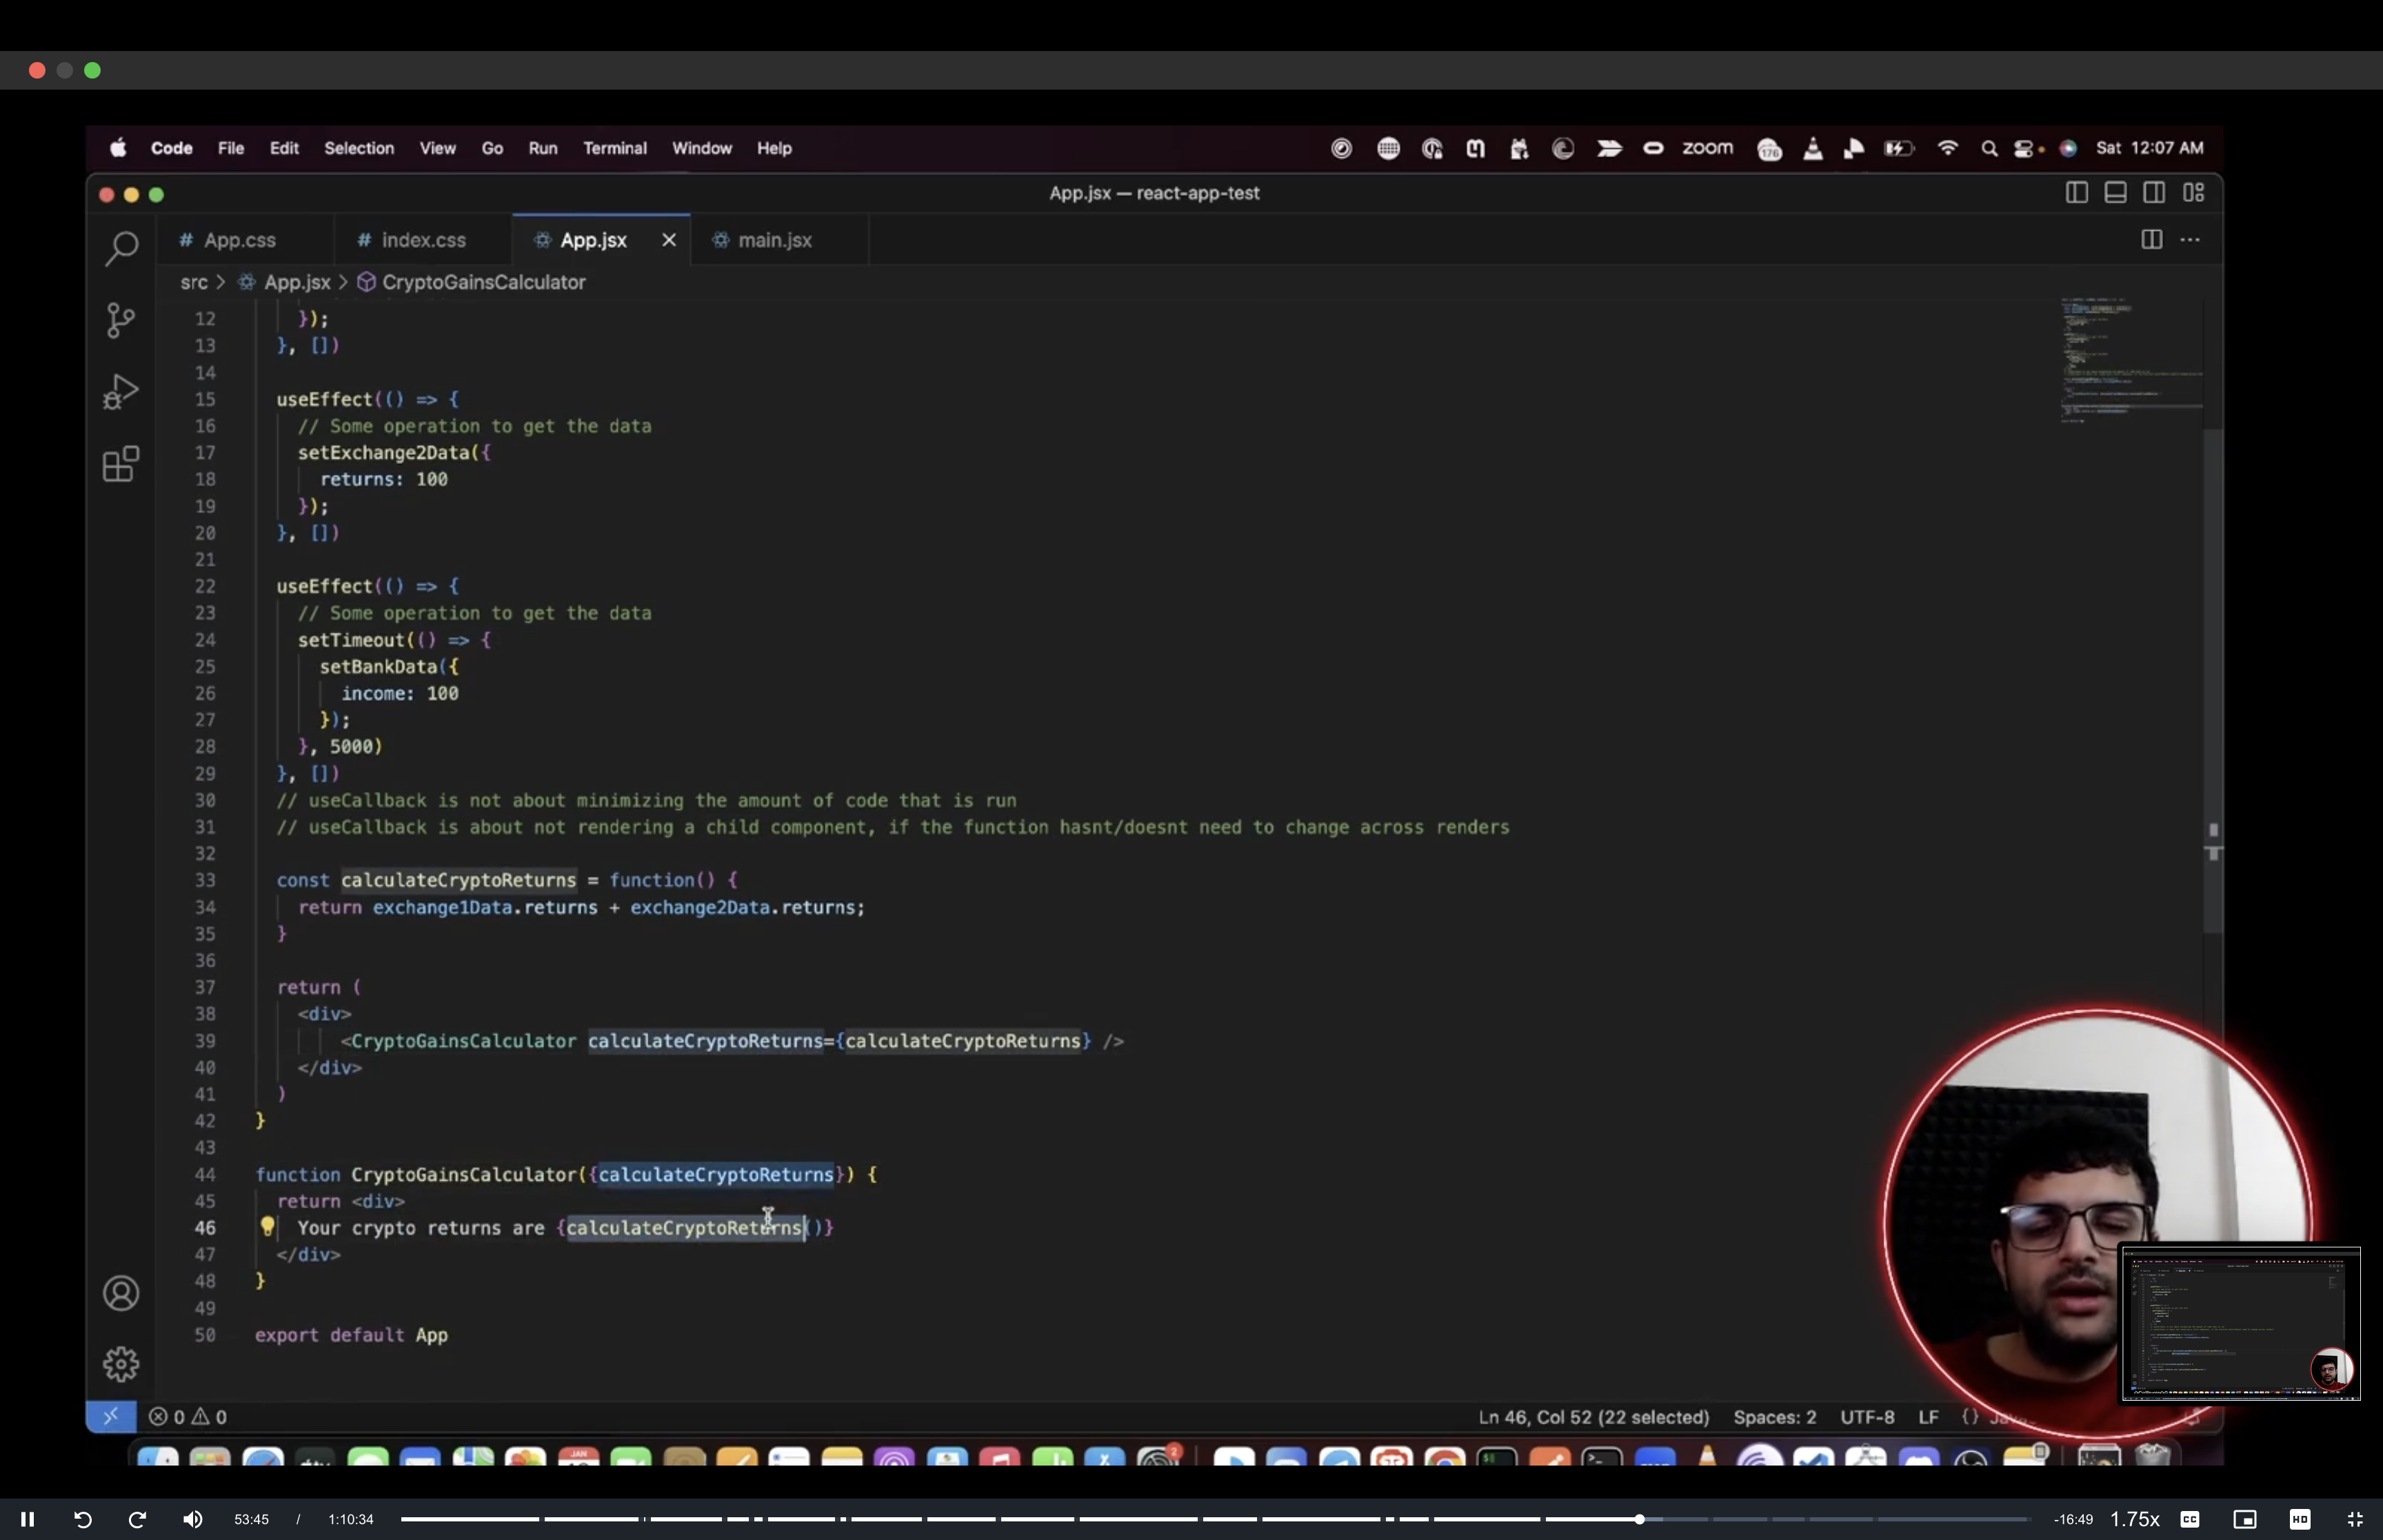 Code File Edit Selection View Go Run Terminal Window Help zoom 176 Sat 12:07 AM
App.jsx — react-app-test
# App.css # index.css App.jsx main.jsx
src > App.jsx > CryptoGainsCalculator
12 });
13 }, [])
14
15 useEffect(() => {
16 // Some operation to get the data
17 setExchange2Data({
18 returns: 100
19 });
20 }, [])
21
22 useEffect(() => {
23 // Some operation to get the data
24 setTimeout(() => {
25 setBankData({
26 income: 100
27 });
28 }, 5000)
29 }, [])
30 // useCallback is not about minimizing the amount of code that is run
31 // useCallback is about not rendering a child component, if the function hasnt/doesnt need to change across renders
32
33 const calculateCryptoReturns = function() {
34 return exchange1Data.returns + exchange2Data.returns;
35 }
36
37 return (
38 <div>
39 <CryptoGainsCalculator calculateCryptoReturns={calculateCryptoReturns} />
40 </div>
41 )
42 }
43
44 function CryptoGainsCalculator({calculateCryptoReturns}) {
45 return <div>
46 Your crypto returns are {calculateCryptoReturns()}
47 </div>
48 }
49
50 export default App
0 0 Ln 46, Col 52 (22 selected) Spaces: 2 UTF-8 LF {}
JAN 2
53:45 / 1:10:34 -16:49 1.75x CC HD